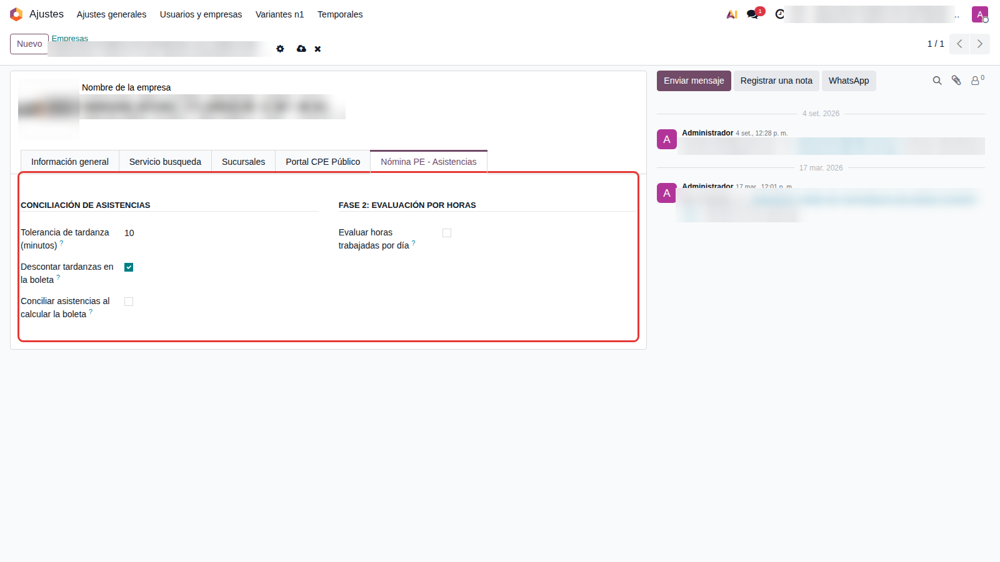 Ajustes
Ajustes generales
Usuarios y empresas
Variantes n1
Temporales
AI
1
..
A
Nuevo
Empresas
1 / 1
Nombre de la empresa
Información general
Servicio busqueda
Sucursales
Portal CPE Público
Nómina PE - Asistencias
CONCILIACIÓN DE ASISTENCIAS
Tolerancia de tardanza
(minutos) ?
10
Descontar tardanzas en
la boleta ?
Conciliar asistencias al
calcular la boleta ?
FASE 2: EVALUACIÓN POR HORAS
Evaluar horas
trabajadas por día ?
Enviar mensaje
Registrar una nota
WhatsApp
0
4 set. 2026
A
Administrador 4 set., 12:28 p. m.
17 mar. 2026
A
Administrador 17 mar., 12:01 p. m.